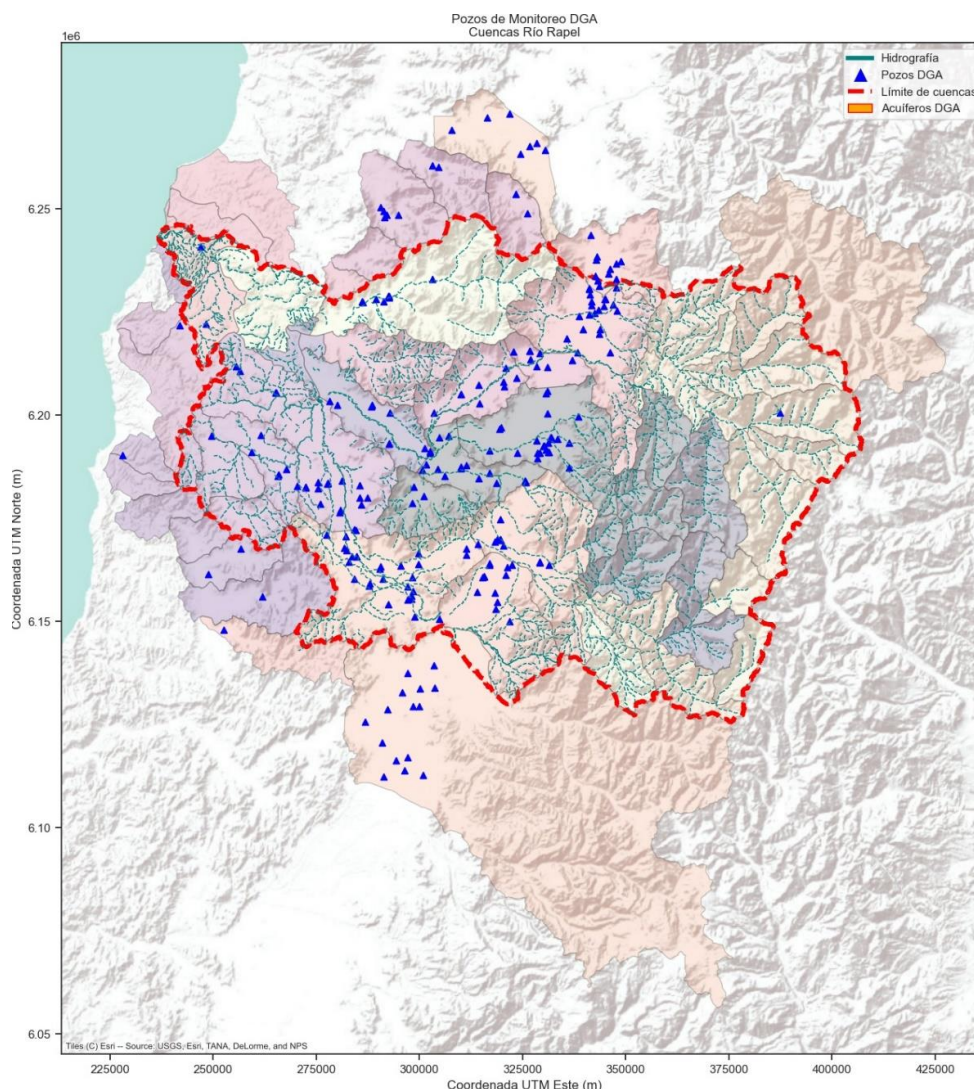 Pozos de Monitoreo DGA
Cuencas Río Rapel
1e6
Hidrografía
Pozos DGA
Límite de cuencas
Acuíferos DGA
6.25
6.20
6.15
6.10
6.05
Coordenada UTM Norte (m)
Tiles (C) Esri -- Source: USGS, Esri, TANA, DeLorme, and NPS
225000 250000 275000 300000 325000 350000 375000 400000 425000
Coordenada UTM Este (m)